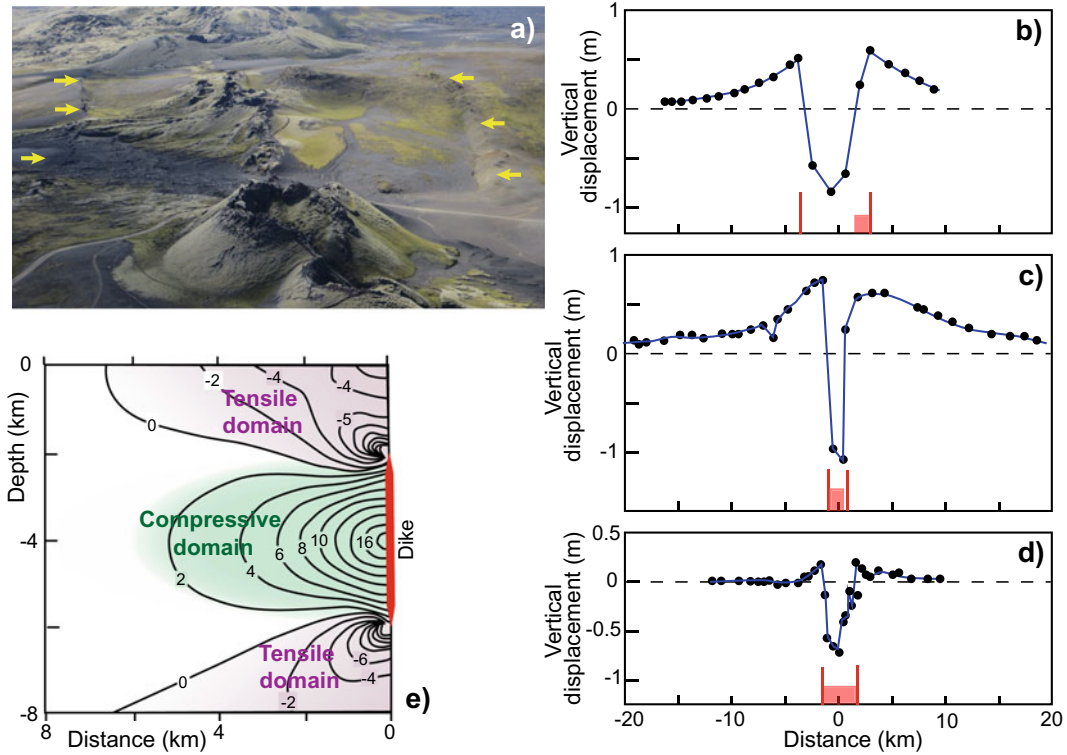 a)
b)
Vertical
displacement (m)
1
0
-1
c)
Vertical
displacement (m)
1
0
-1
d)
Vertical
displacement (m)
0.5
0
-0.5
-1
-20
-10
0
10
20
Distance (km)
0
-2
-4
-8
Depth (km)
0
-2
-4
-4
-5
Tensile
domain
Compressive
domain
2
4
6
8
10
16
Dike
Tensile
domain
0
-2
-4
-6
e)
8
4
2
0
Distance (km)